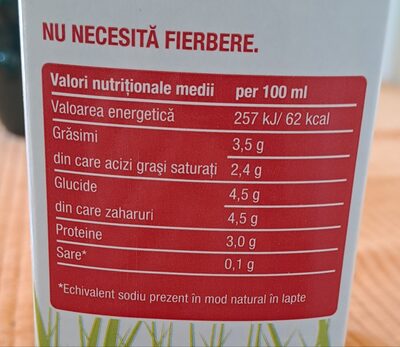 NU NECESITĂ FIERBERE.
Valori nutriționale medii per 100 ml
Valoarea energetică 257 kJ/ 62 kcal
Grăsimi 3,5 g
din care acizi grași saturați 2,4 g
Glucide 4,5 g
din care zaharuri 4,5 g
Proteine 3,0 g
Sare* 0,1 g
*Echivalent sodiu prezent în mod natural în lapte